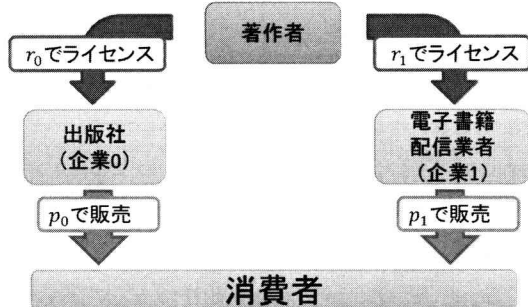 著作者
r₀でライセンス
r₁でライセンス
出版社
(企業0)
電子書籍
配信業者
(企業1)
p₀で販売
p₁で販売
消費者